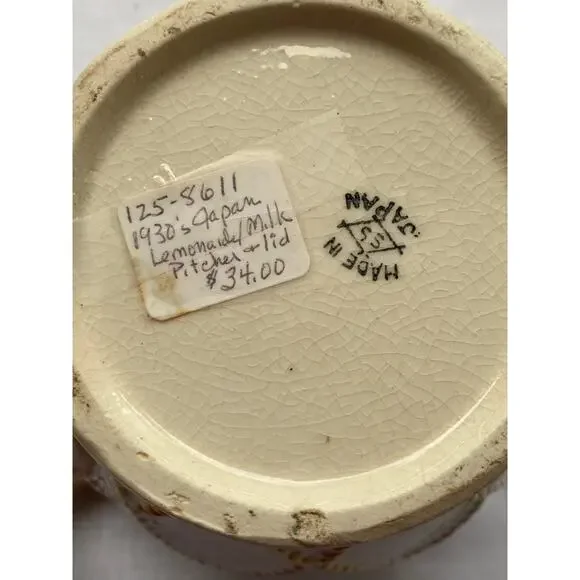 125-8611
1930's Japan
Lemonade/Milk
Pitcher & lid
$34.00
MADE IN
SS
JAPAN